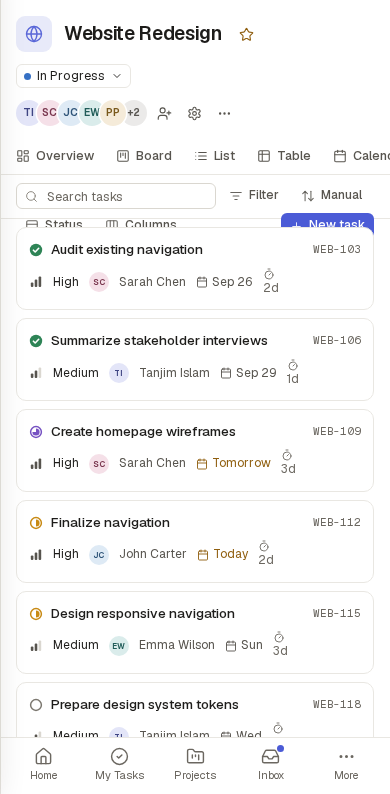 Website Redesign
In Progress
TI SC JC EW PP +2
Overview Board List Table Calen
Search tasks Filter Manual
Status Columns New task
Audit existing navigation WEB-103
High SC Sarah Chen Sep 26 2d
Summarize stakeholder interviews WEB-106
Medium TI Tanjim Islam Sep 29 1d
Create homepage wireframes WEB-109
High SC Sarah Chen Tomorrow 3d
Finalize navigation WEB-112
High JC John Carter Today 2d
Design responsive navigation WEB-115
Medium EW Emma Wilson Sun 3d
Prepare design system tokens WEB-118
Medium TI Tanjim Islam Wed
Home My Tasks Projects Inbox More